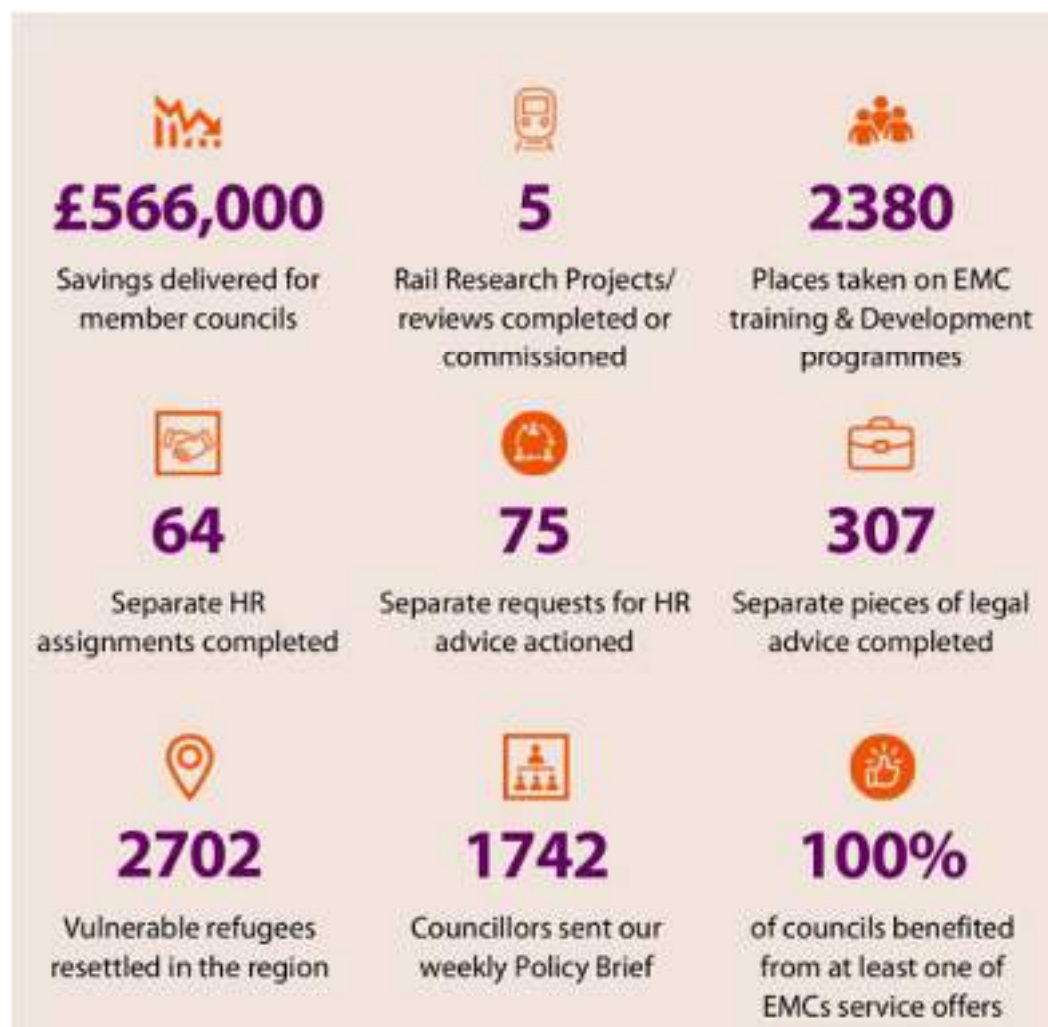 £566,000
Savings delivered for
member councils
5
Rail Research Projects/
reviews completed or
commissioned
2380
Places taken on EMC
training & Development
programmes
64
Separate HR
assignments completed
75
Separate requests for HR
advice actioned
307
Separate pieces of legal
advice completed
2702
Vulnerable refugees
resettled in the region
1742
Councillors sent our
weekly Policy Brief
100%
of councils benefited
from at least one of
EMCs service offers